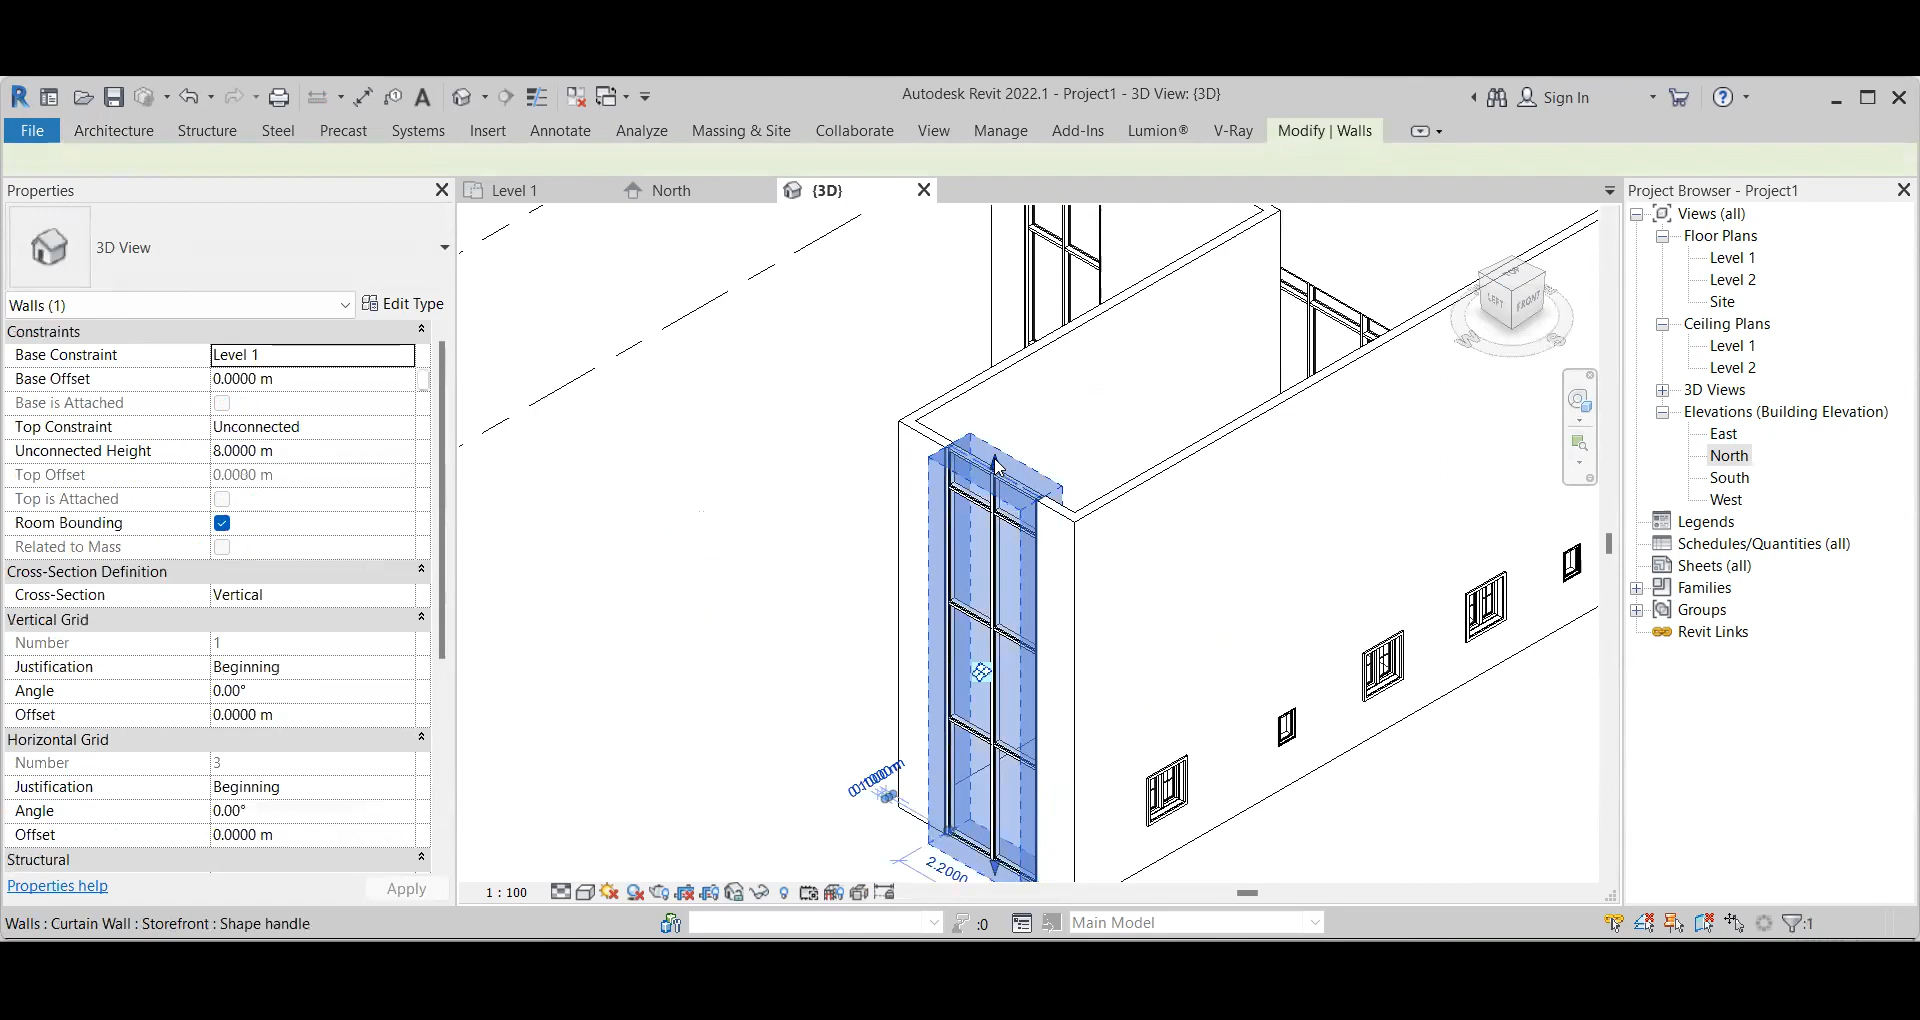 Autodesk Revit 2022.1 - Project1 - 3D View: {3D}
Sign In
File
Architecture
Structure
Steel
Precast
Systems
Insert
Annotate
Analyze
Massing & Site
Collaborate
View
Manage
Add-Ins
Lumion®
V-Ray
Modify | Walls
Properties
3D View
Walls (1)
Edit Type
Constraints
Base Constraint Level 1
Base Offset 0.0000 m
Base is Attached
Top Constraint Unconnected
Unconnected Height 8.0000 m
Top Offset 0.0000 m
Top is Attached
Room Bounding
Related to Mass
Cross-Section Definition
Cross-Section Vertical
Vertical Grid
Number 1
Justification Beginning
Angle 0.00°
Offset 0.0000 m
Horizontal Grid
Number 3
Justification Beginning
Angle 0.00°
Offset 0.0000 m
Structural
Properties help
Apply
Level 1
North
{3D}
TOP
LEFT
FRONT
W
S
2.2000
1 : 100
Project Browser - Project1
Views (all)
Floor Plans
Level 1
Level 2
Site
Ceiling Plans
Level 1
Level 2
3D Views
Elevations (Building Elevation)
East
North
South
West
Legends
Schedules/Quantities (all)
Sheets (all)
Families
Groups
Revit Links
Walls : Curtain Wall : Storefront : Shape handle
:0
Main Model
:1